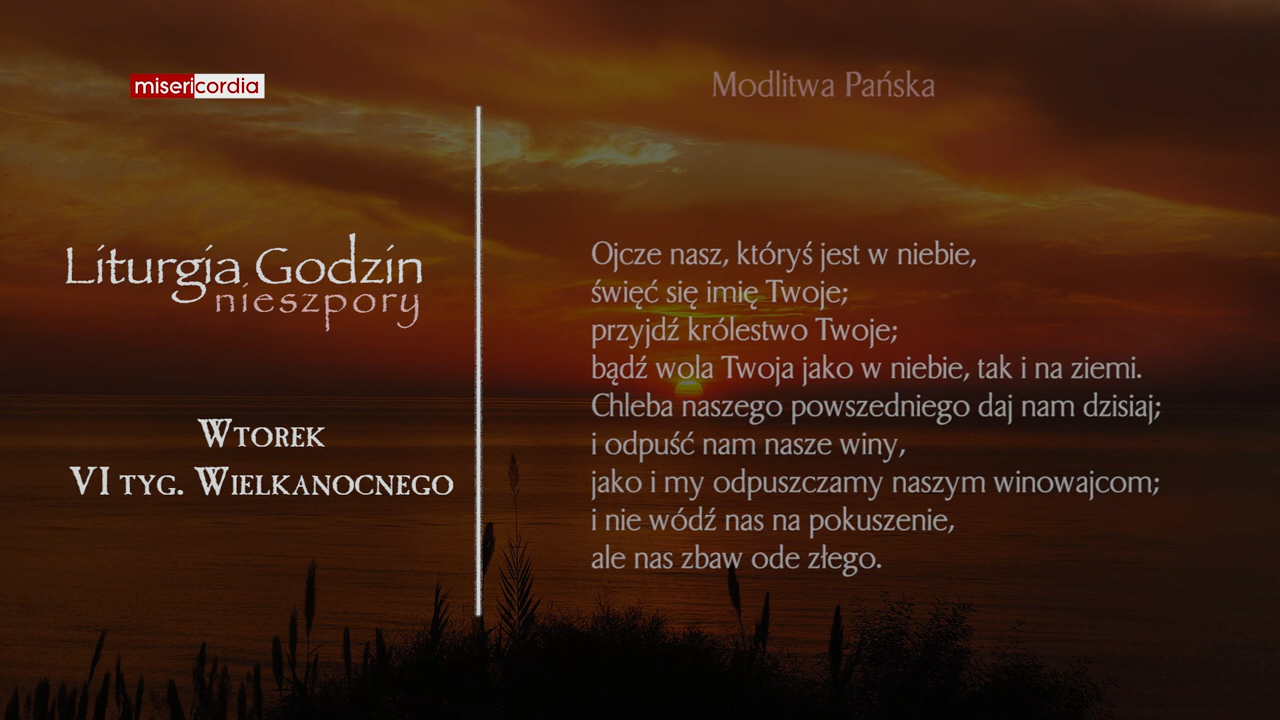 misericordia
Liturgia Godzin
nieszpory
Wtorek
VI tyg. Wielkanocnego
Modlitwa Pańska
Ojcze nasz, któryś jest w niebie,
święć się imię Twoje;
przyjdź królestwo Twoje;
bądź wola Twoja jako w niebie, tak i na ziemi.
Chleba naszego powszedniego daj nam dzisiaj;
i odpuść nam nasze winy,
jako i my odpuszczamy naszym winowajcom;
i nie wódź nas na pokuszenie,
ale nas zbaw ode złego.